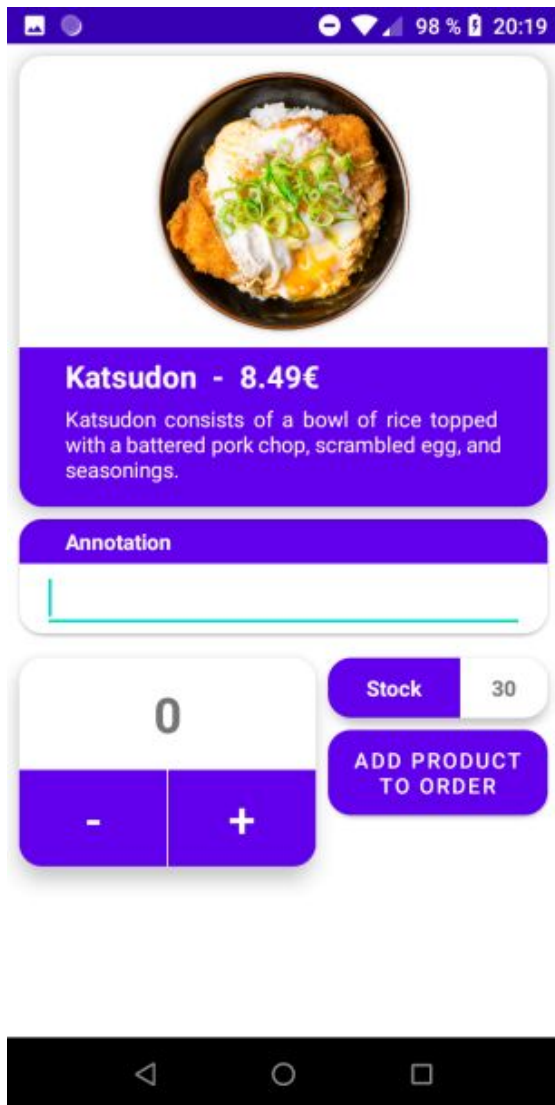 98 % 20:19
Katsudon - 8.49€
Katsudon consists of a bowl of rice topped
with a battered pork chop, scrambled egg, and
seasonings.
Annotation
0
- +
Stock 30
ADD PRODUCT
TO ORDER